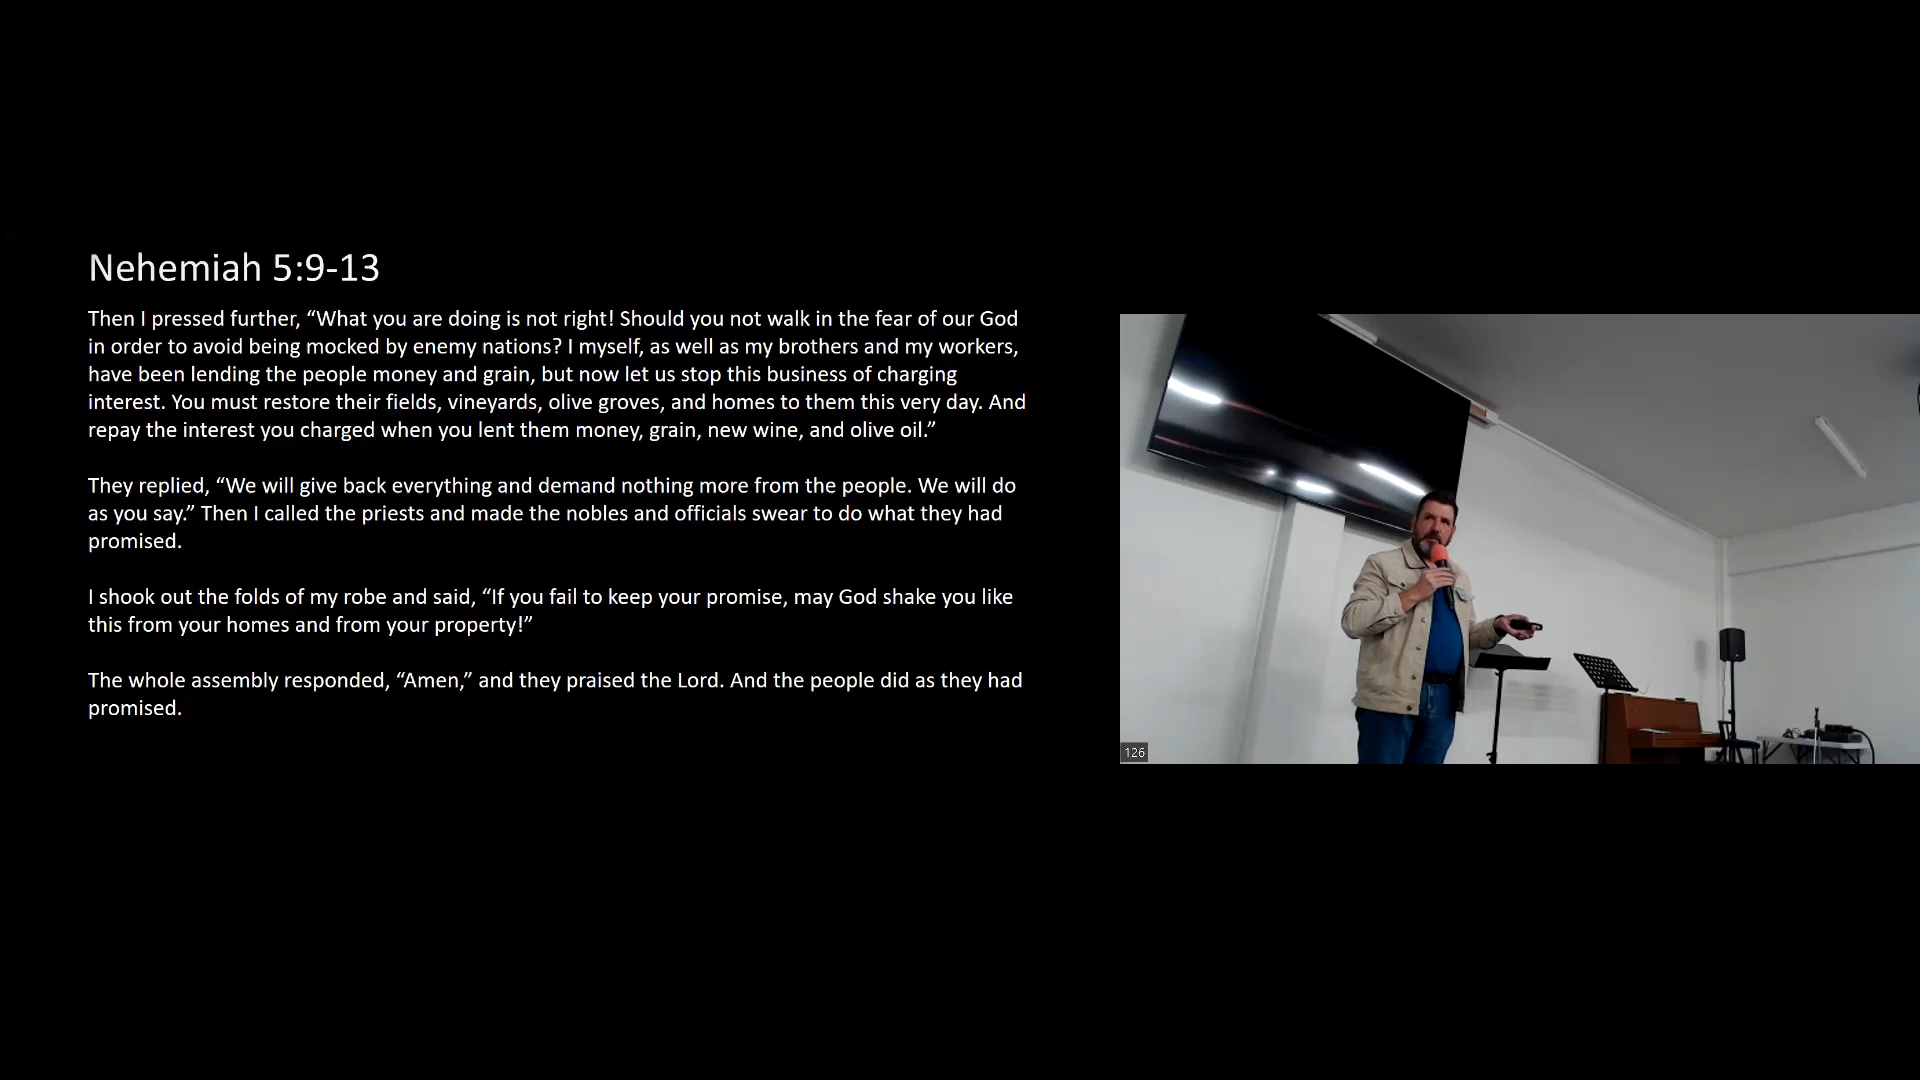 Nehemiah 5:9-13
Then I pressed further, “What you are doing is not right! Should you not walk in the fear of our God
in order to avoid being mocked by enemy nations? I myself, as well as my brothers and my workers,
have been lending the people money and grain, but now let us stop this business of charging
interest. You must restore their fields, vineyards, olive groves, and homes to them this very day. And
repay the interest you charged when you lent them money, grain, new wine, and olive oil.”
They replied, “We will give back everything and demand nothing more from the people. We will do
as you say.” Then I called the priests and made the nobles and officials swear to do what they had
promised.
I shook out the folds of my robe and said, “If you fail to keep your promise, may God shake you like
this from your homes and from your property!”
The whole assembly responded, “Amen,” and they praised the Lord. And the people did as they had
promised.
126